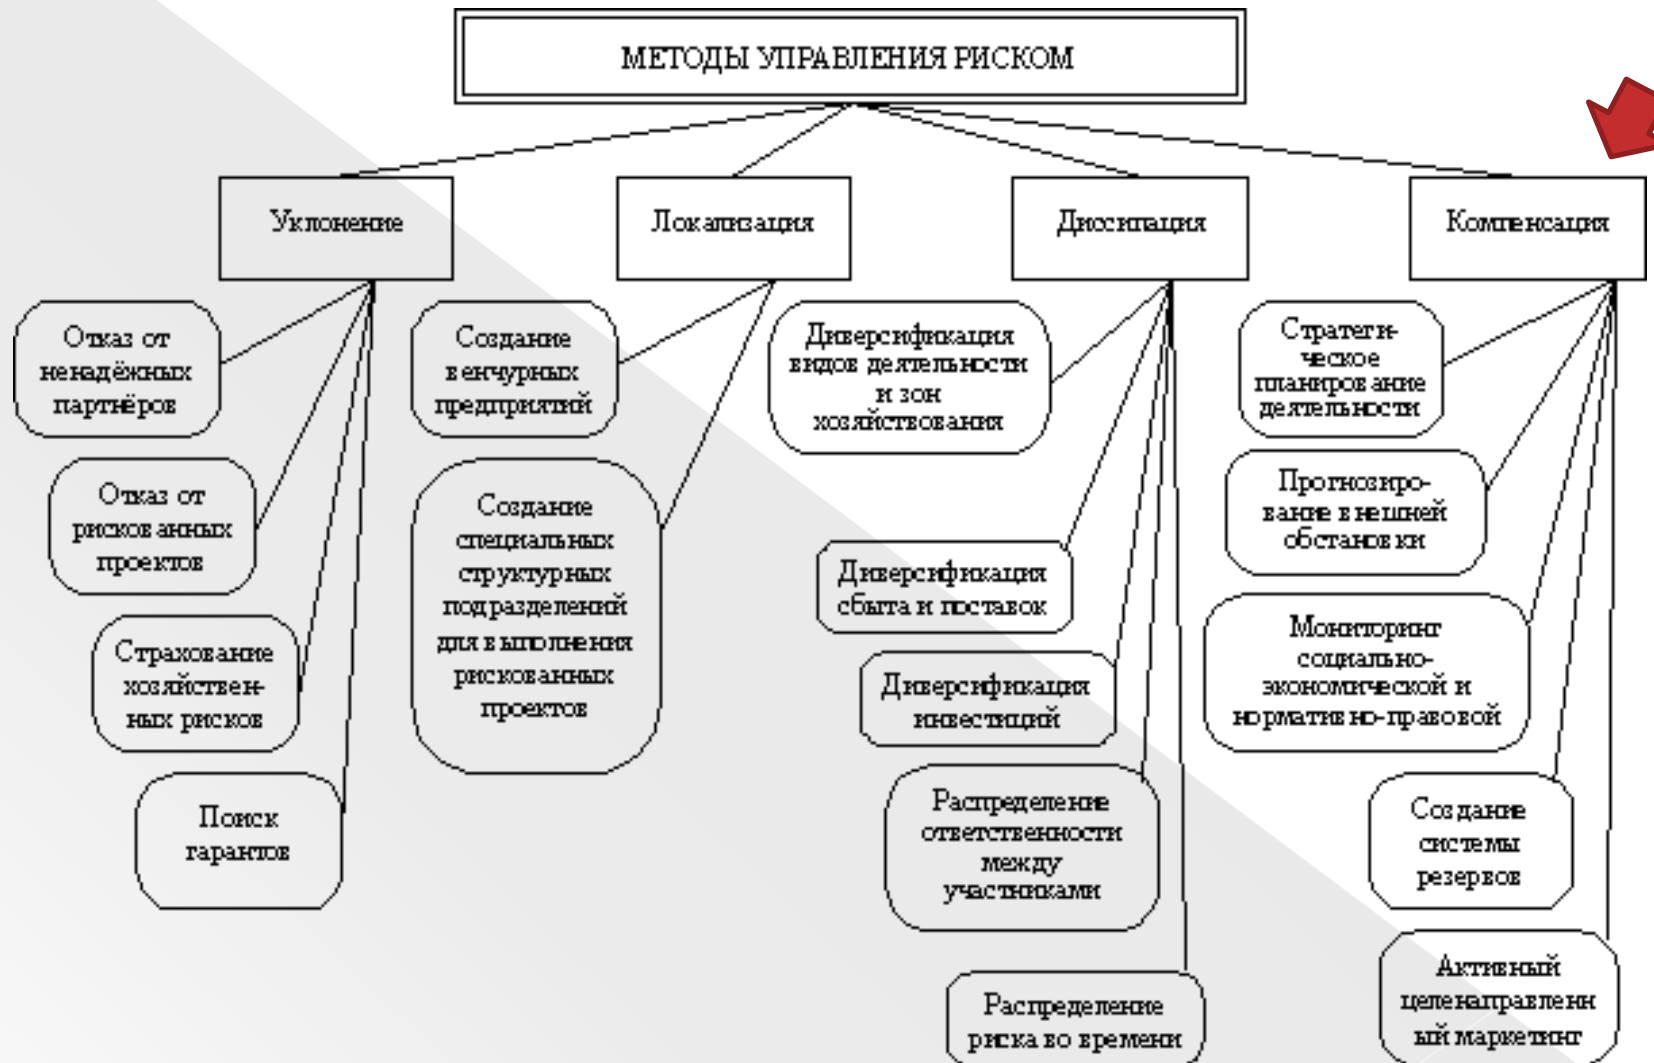 МЕТОДЫ УПРАВЛЕНИЯ РИСКОМ
Уклонение
Отказ от
ненадёжных
партнёров
Отказ от
рискованных
проектов
Страхование
хозяйствен-
ных рисков
Поиск
гарантов
Локализация
Создание
венчурных
предприятий
Создание
специальных
структурных
подразделений
для выполнения
рискованных
проектов
Диссипация
Диверсификация
видов деятельности
и зон
хозяйствования
Диверсификация
сбыта и поставок
Диверсификация
инвестиций
Распределение
ответственности
между
участниками
Распределение
риска во времени
Компенсация
Стратеги-
ческое
планирование
деятельности
Прогнозиро-
вание внешней
обстановки
Мониторинг
социально-
экономической и
нормативно-правовой
Создание
системы
резервов
Активный
целенаправленн
ый маркетинг